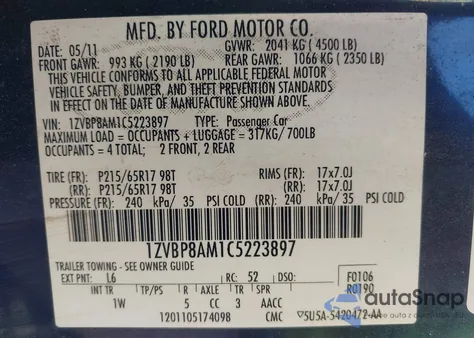 MFD. BY FORD MOTOR CO.
DATE: 05/11 GVWR: 2041 KG ( 4500 LB)
FRONT GAWR: 993 KG ( 2190 LB) REAR GAWR: 1066 KG ( 2350 LB)
THIS VEHICLE CONFORMS TO ALL APPLICABLE FEDERAL MOTOR
VEHICLE SAFETY, BUMPER, AND THEFT PREVENTION STANDARDS
IN EFFECT ON THE DATE OF MANUFACTURE SHOWN ABOVE.
VIN: 1ZVBP8AM1C5223897 TYPE: Passenger Car
MAXIMUM LOAD = OCCUPANTS + LUGGAGE = 317KG/700LB
OCCUPANTS = 4 TOTAL: 2 FRONT, 2 REAR
TIRE (FR): P215/65R17 98T RIMS (FR): 17x7.0J
(RR): P215/65R17 98T (RR): 17x7.0J
PRESSURE (FR): 240 kPa/ 35 PSI COLD (RR): 240 kPa/ 35 PSI COLD
1ZVBP8AM1C5223897
TRAILER TOWING - SEE OWNER GUIDE
EXT PNT: L6 RC: 52 DSO: F0106
R0190
INT TR TP/PS R AXLE TR SPR
1W 5 CC 3 AACC
1201105174098 CMC 5U5A-5420472-AA
autoSnap